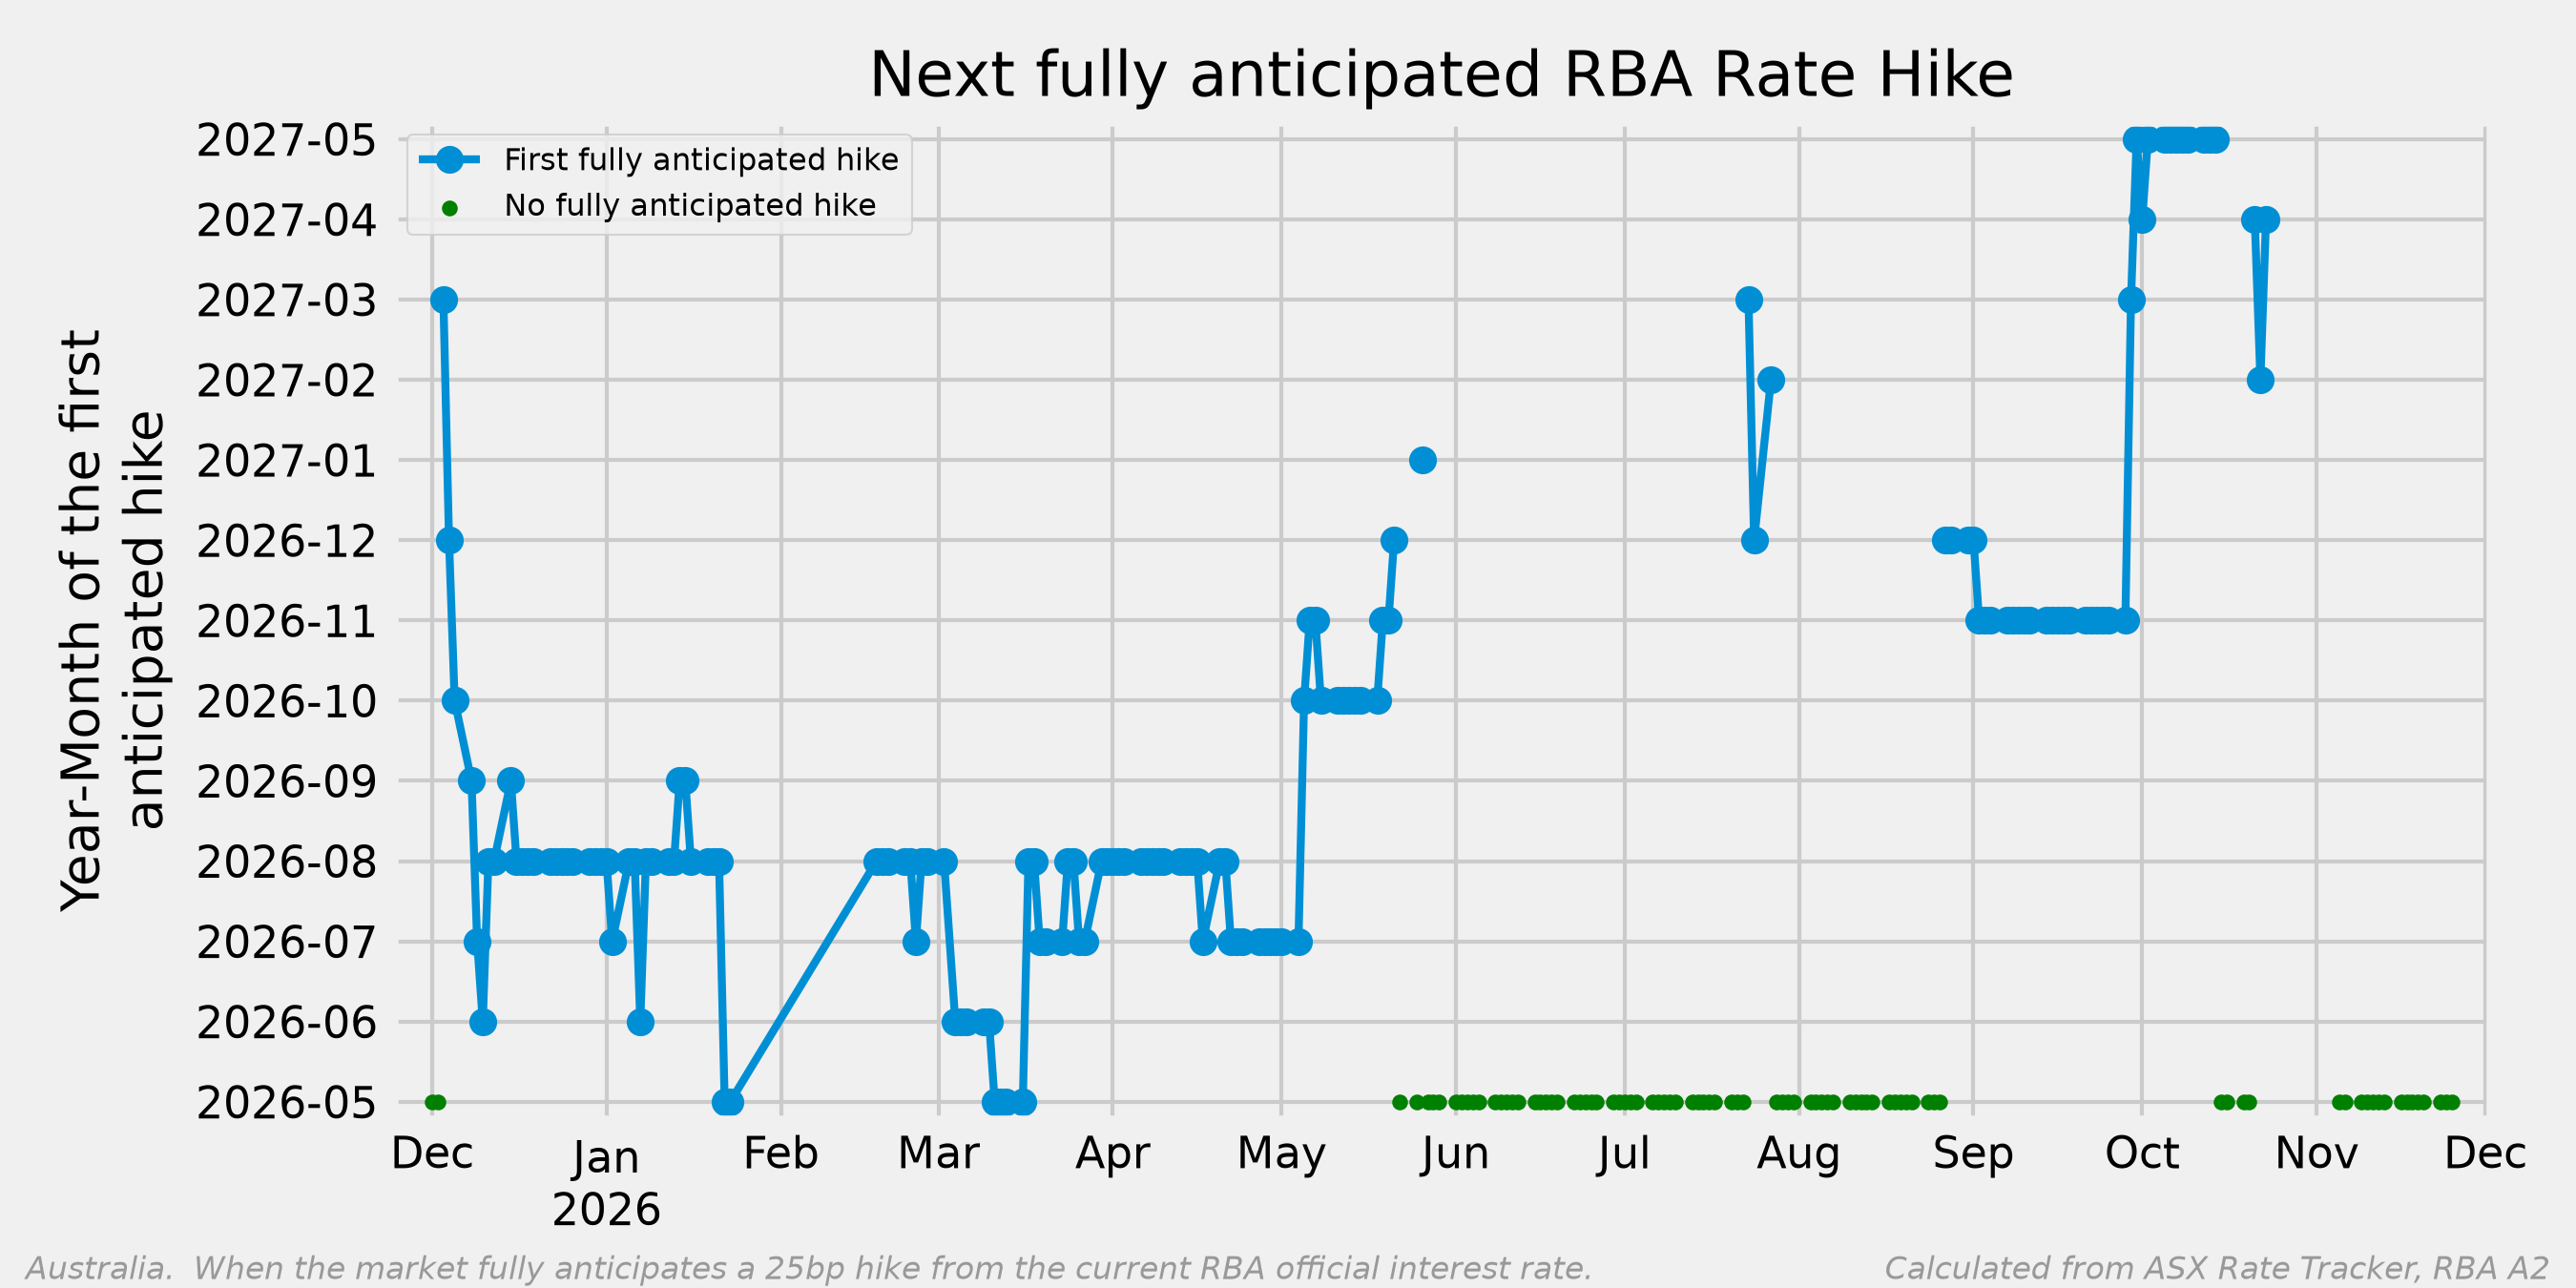 Next fully anticipated RBA Rate Hike
2027-05
2027-04
2027-03
2027-02
2027-01
2026-12
2026-11
2026-10
2026-09
2026-08
2026-07
2026-06
2026-05
Year-Month of the first
anticipated hike
First fully anticipated hike
No fully anticipated hike
Dec Jan Feb Mar Apr May Jun Jul Aug Sep Oct Nov Dec
2026
Australia. When the market fully anticipates a 25bp hike from the current RBA official interest rate. Calculated from ASX Rate Tracker, RBA A2